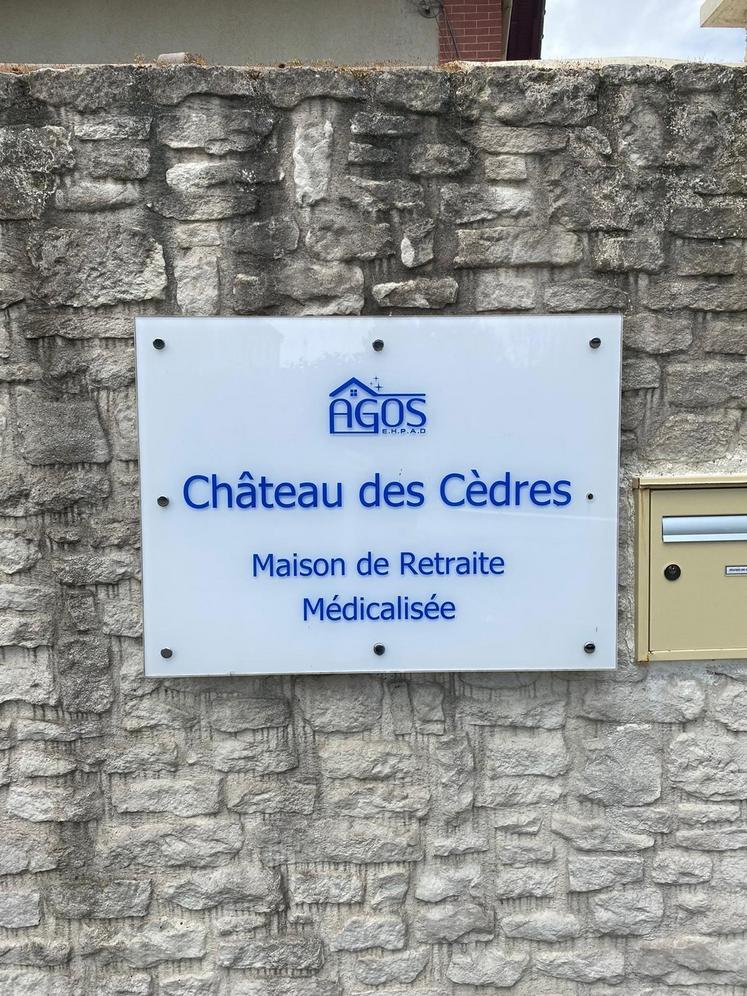 AGOS
E.H.P.A.D
Château des Cèdres
Maison de Retraite
Médicalisée